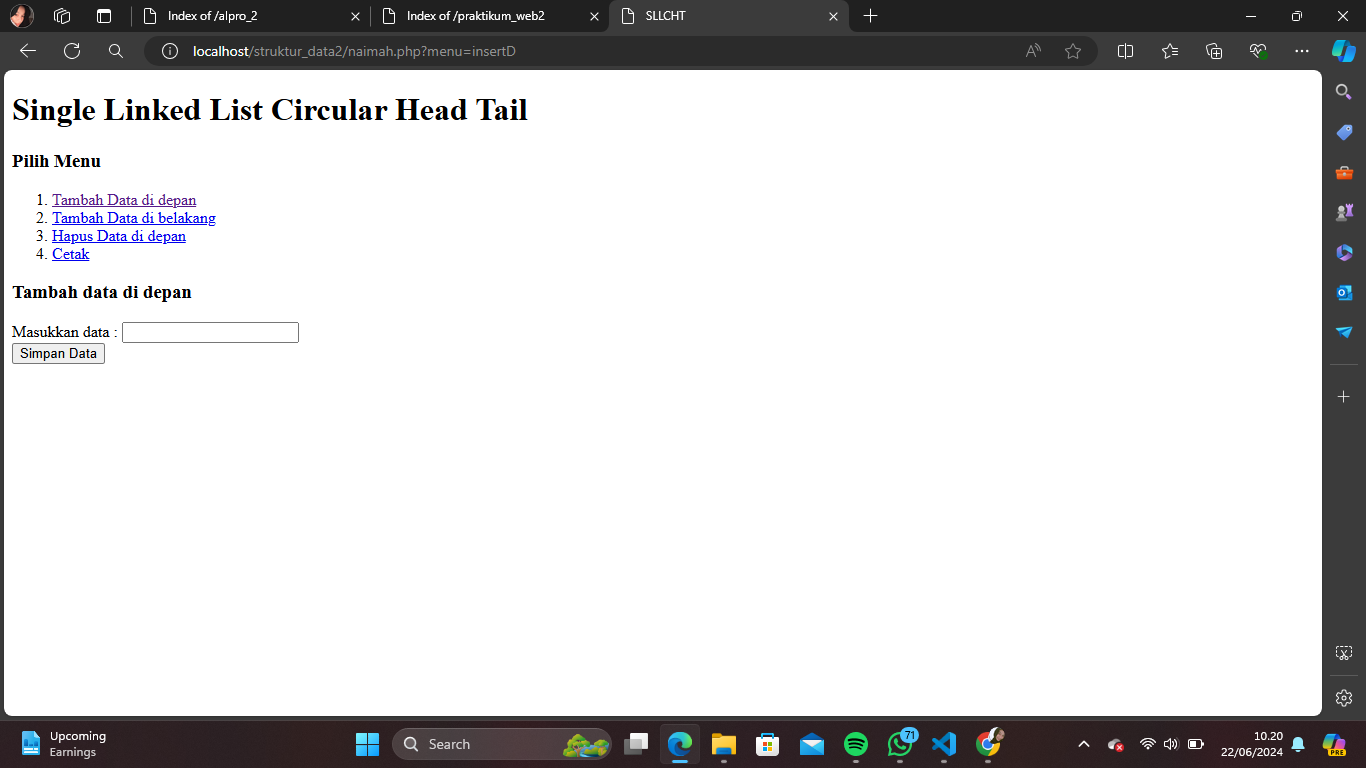 Index of /alpro_2
Index of /praktikum_web2
SLLCHT
localhost/struktur_data2/naimah.php?menu=insertD
Single Linked List Circular Head Tail
Pilih Menu
1. Tambah Data di depan
2. Tambah Data di belakang
3. Hapus Data di depan
4. Cetak
Tambah data di depan
Masukkan data :
Simpan Data
Upcoming
Earnings
Search
71
10.20
22/06/2024
PRE